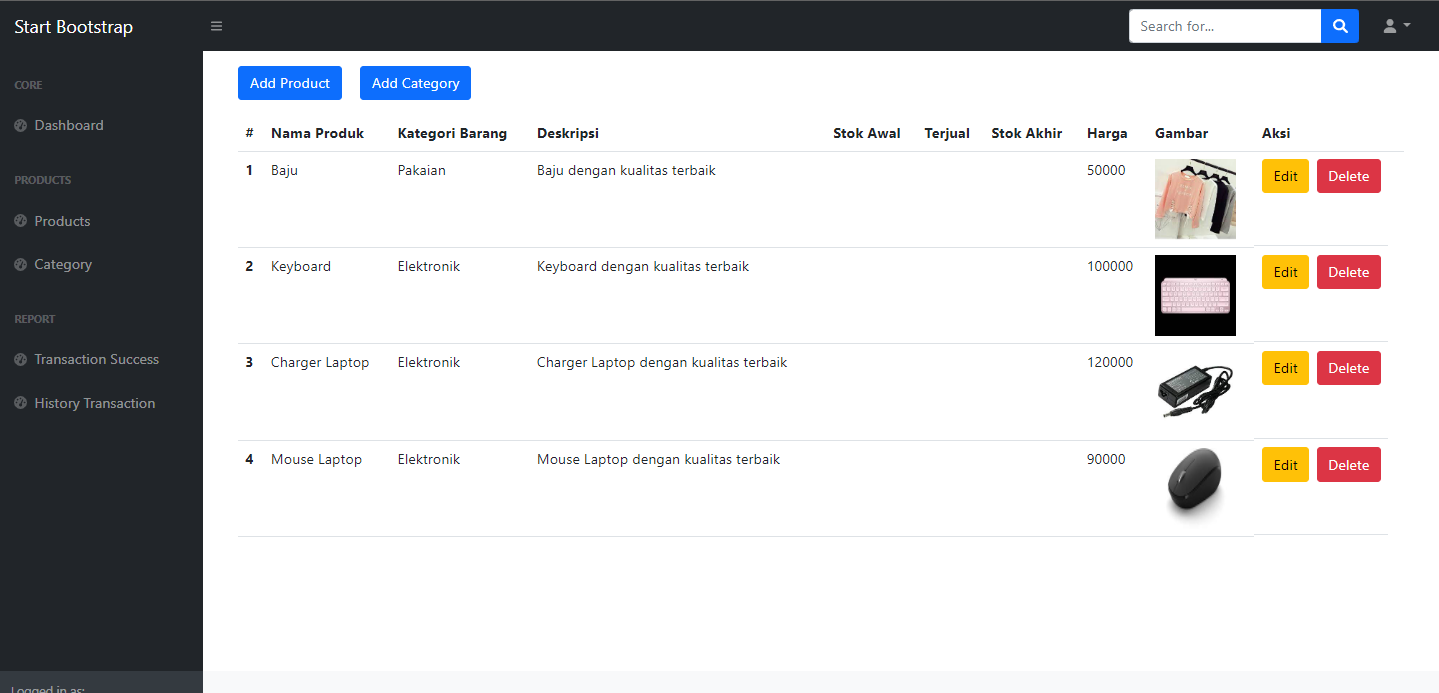 Start Bootstrap
Search for...
CORE
Dashboard
PRODUCTS
Products
Category
REPORT
Transaction Success
History Transaction
Logged in as:
Add Product Add Category
# Nama Produk Kategori Barang Deskripsi Stok Awal Terjual Stok Akhir Harga Gambar Aksi
1 Baju Pakaian Baju dengan kualitas terbaik 50000 Edit Delete
2 Keyboard Elektronik Keyboard dengan kualitas terbaik 100000 Edit Delete
3 Charger Laptop Elektronik Charger Laptop dengan kualitas terbaik 120000 Edit Delete
4 Mouse Laptop Elektronik Mouse Laptop dengan kualitas terbaik 90000 Edit Delete